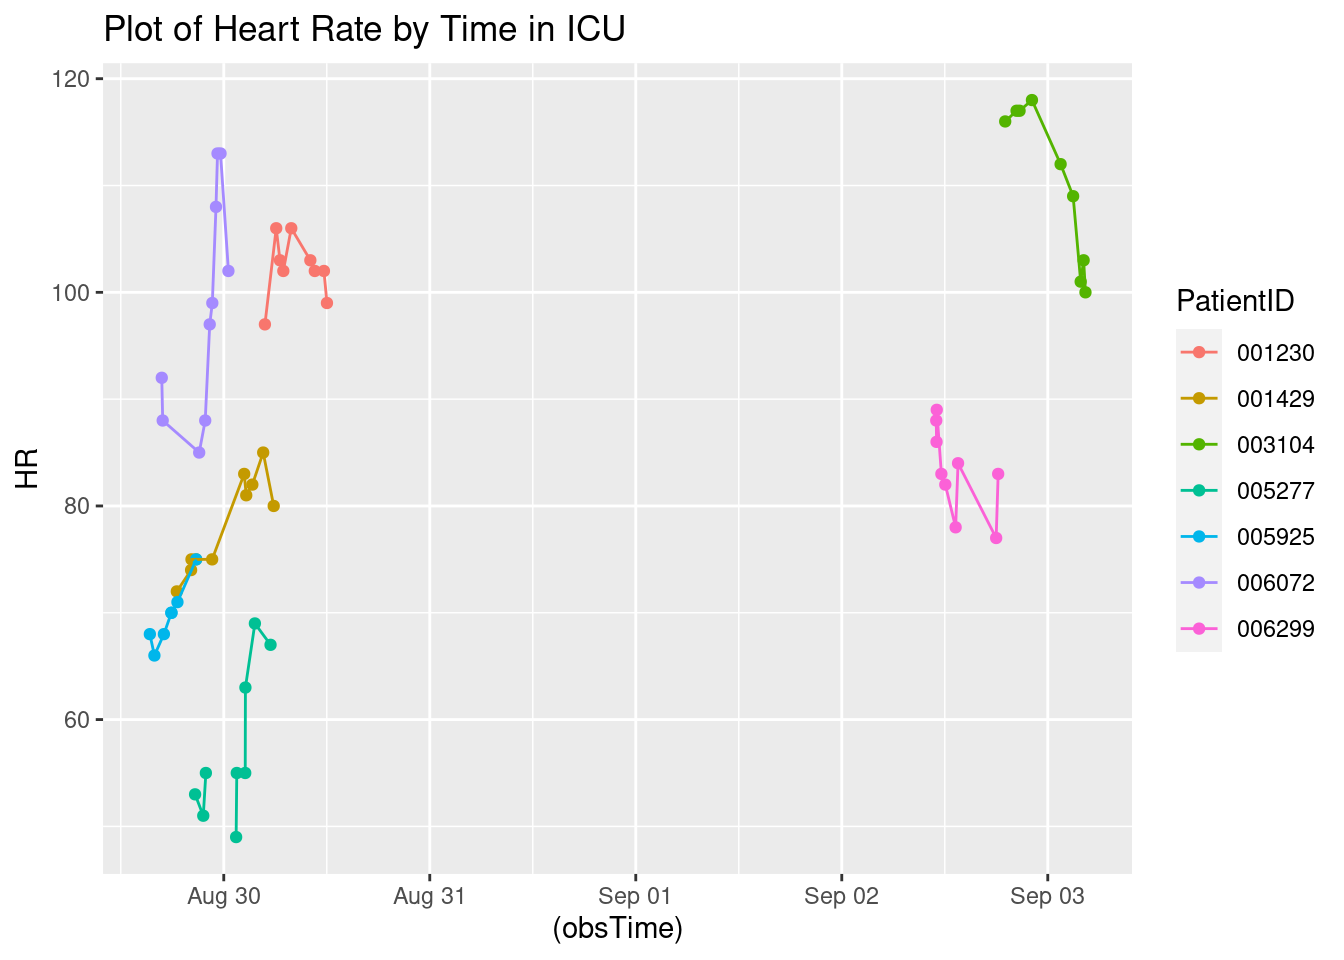 Plot of Heart Rate by Time in ICU
120
100
80
60
HR
Aug 30
Aug 31
Sep 01
Sep 02
Sep 03
(obsTime)
PatientID
001230
001429
003104
005277
005925
006072
006299